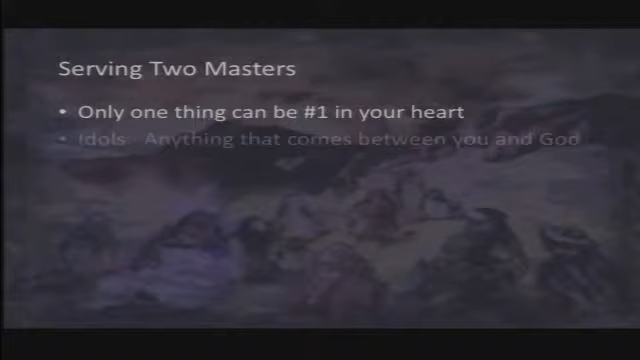 Serving Two Masters
• Only one thing can be #1 in your heart
• Idols: Anything that comes between you and God